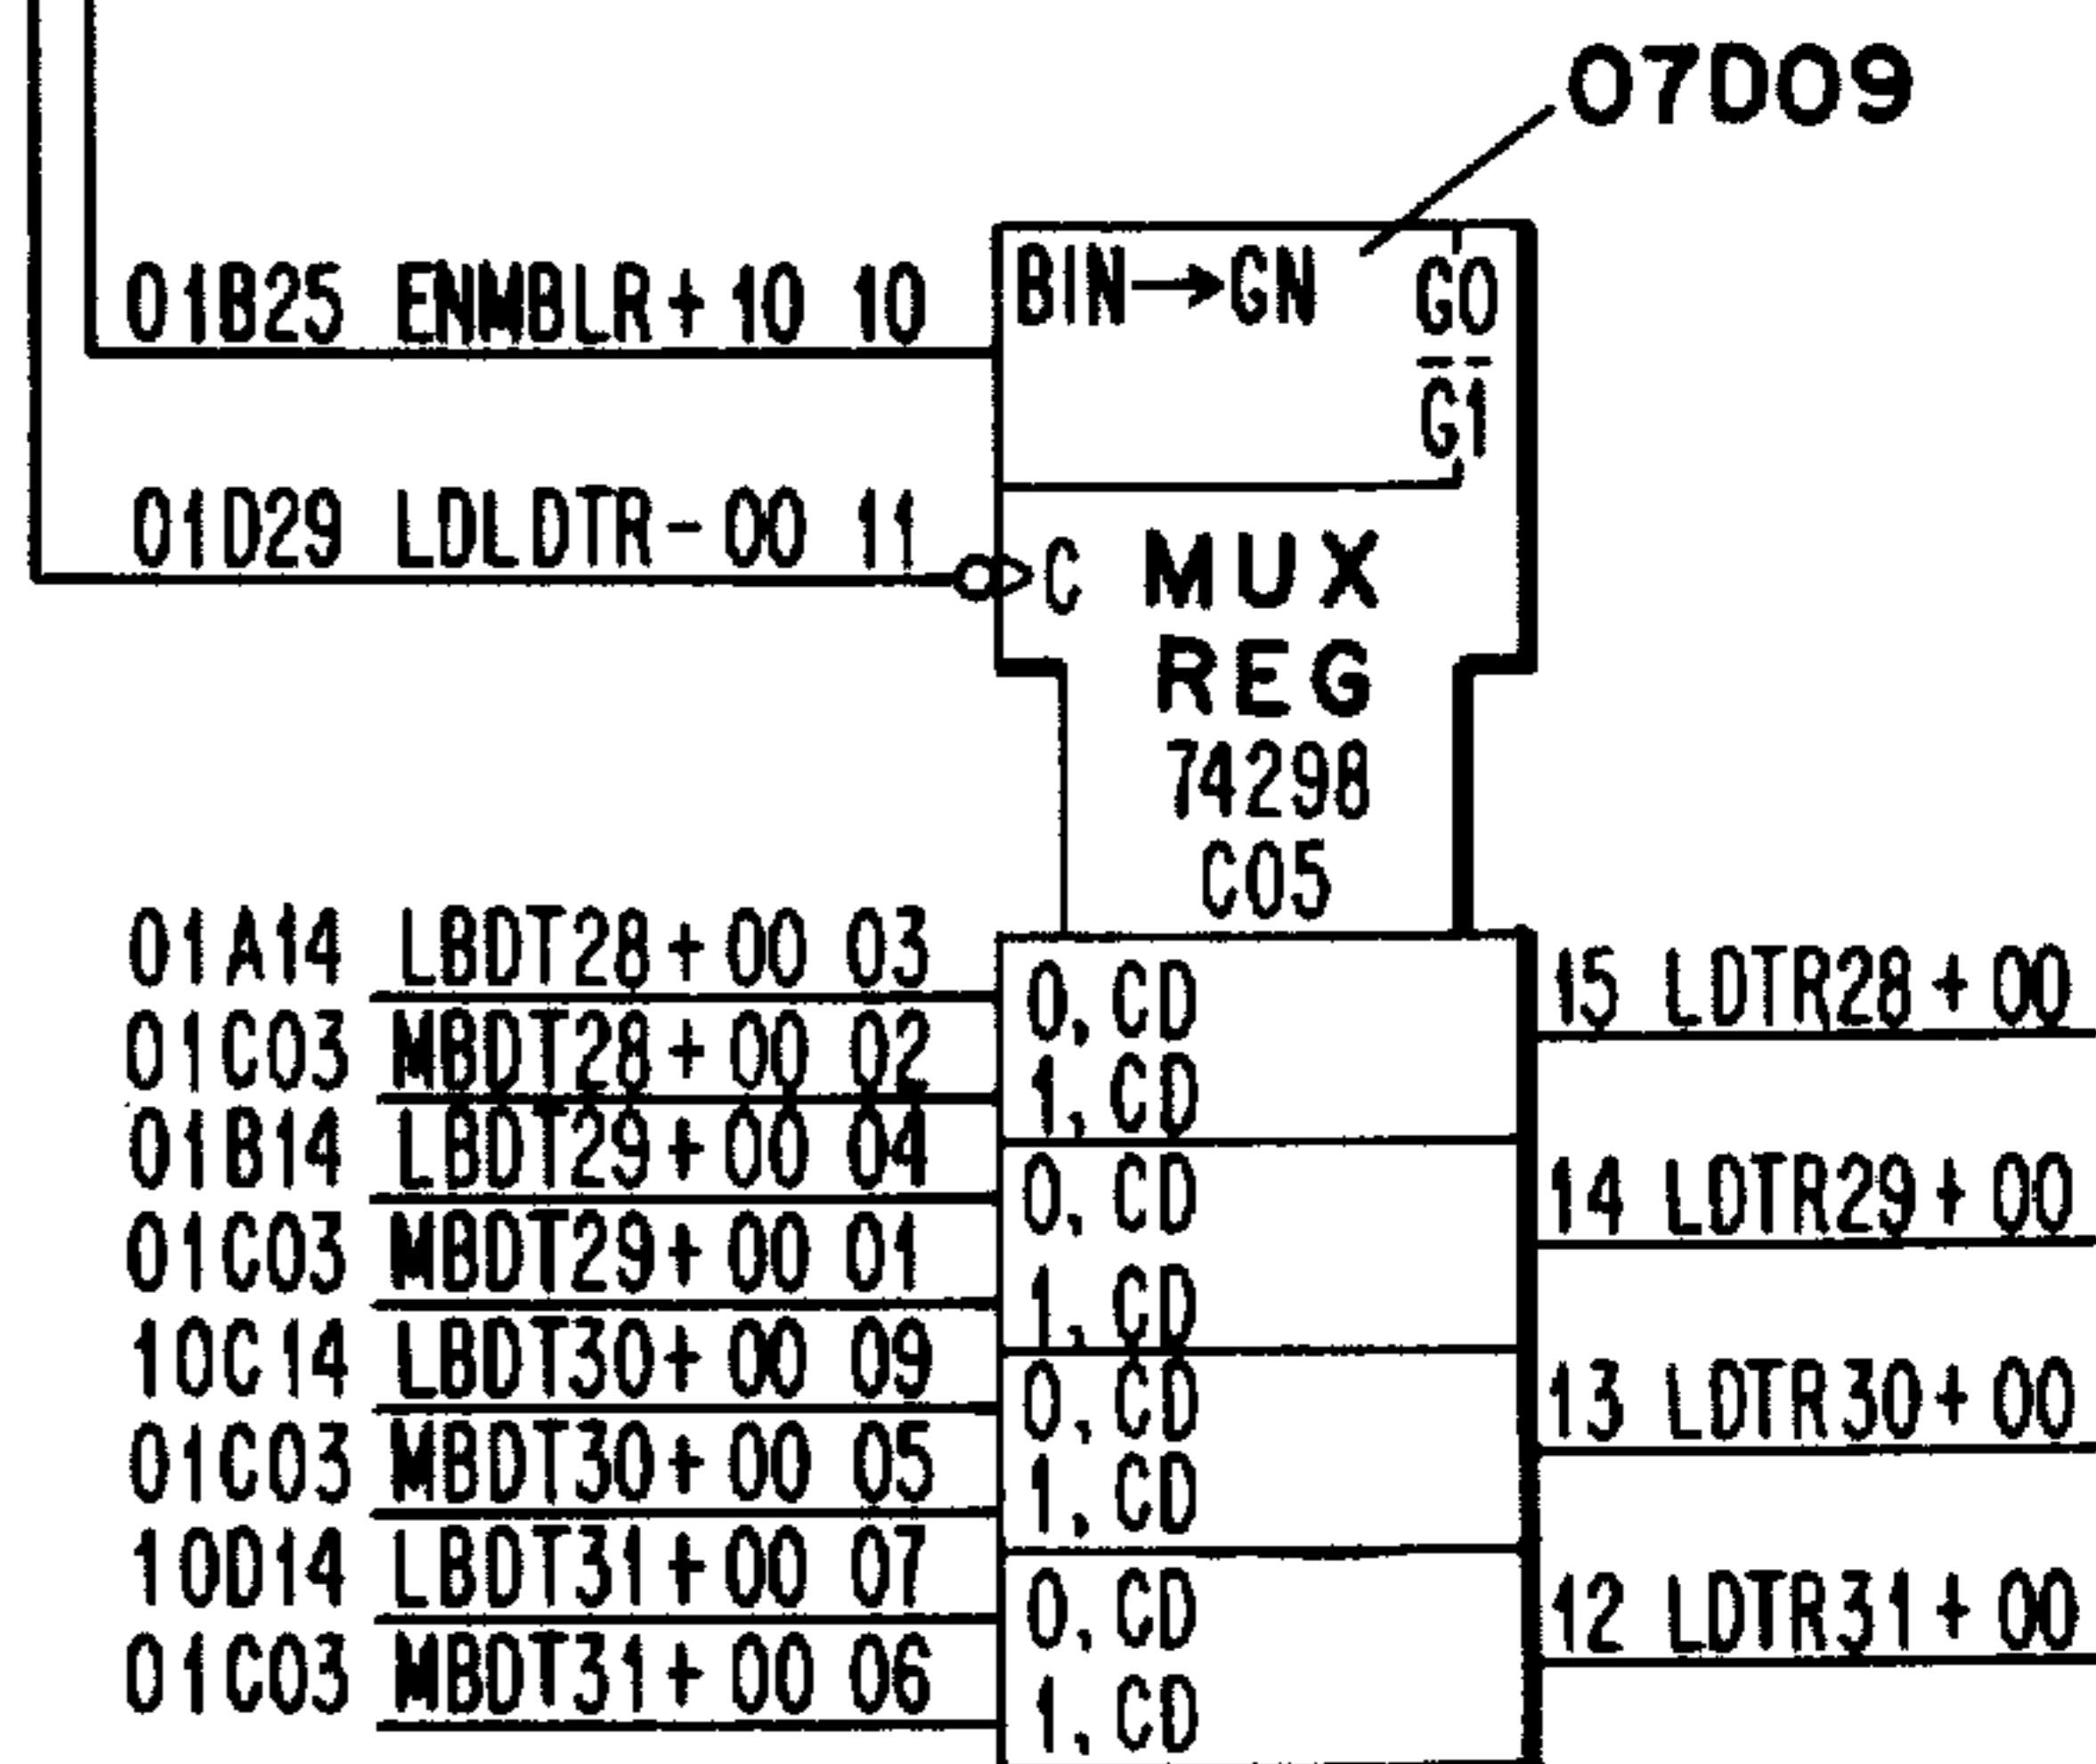 07D09
01B25 ENMBLR+10 10
BIN→GN G0
G1
01D29 LDLDTR-00 11
C MUX
REG
74298
C05
01A14 LBDT28+00 03
0,CD
15 LDTR28+00
01C03 MBDT28+00 02
1,CD
01B14 LBDT29+00 04
0,CD
14 LDTR29+00
01C03 MBDT29+00 01
1,CD
10C14 LBDT30+00 09
0,CD
13 LDTR30+00
01C03 MBDT30+00 05
1,CD
10D14 LBDT31+00 07
0,CD
12 LDTR31+00
01C03 MBDT31+00 06
1,CD